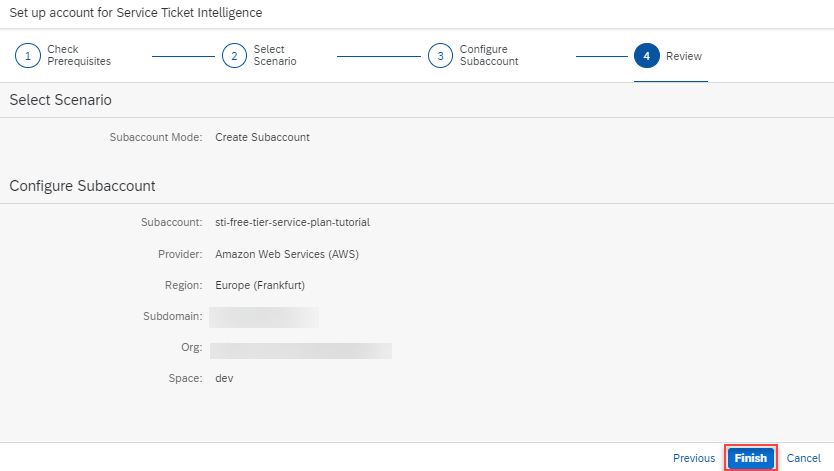 Set up account for Service Ticket Intelligence
1 Check Prerequisites
2 Select Scenario
3 Configure Subaccount
4 Review
Select Scenario
Subaccount Mode: Create Subaccount
Configure Subaccount
Subaccount: sti-free-tier-service-plan-tutorial
Provider: Amazon Web Services (AWS)
Region: Europe (Frankfurt)
Subdomain:
Org:
Space: dev
Previous Finish Cancel